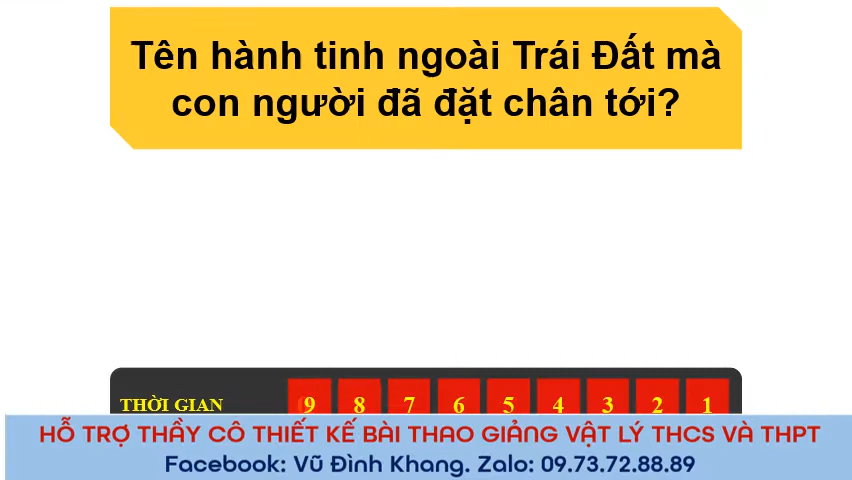 Tên hành tinh ngoài Trái Đất mà
con người đã đặt chân tới?
THỜI GIAN 9 8 7 6 5 4 3 2 1
HỖ TRỢ THẦY CÔ THIẾT KẾ BÀI THAO GIẢNG VẬT LÝ THCS VÀ THPT
Facebook: Vũ Đình Khang. Zalo: 09.73.72.88.89